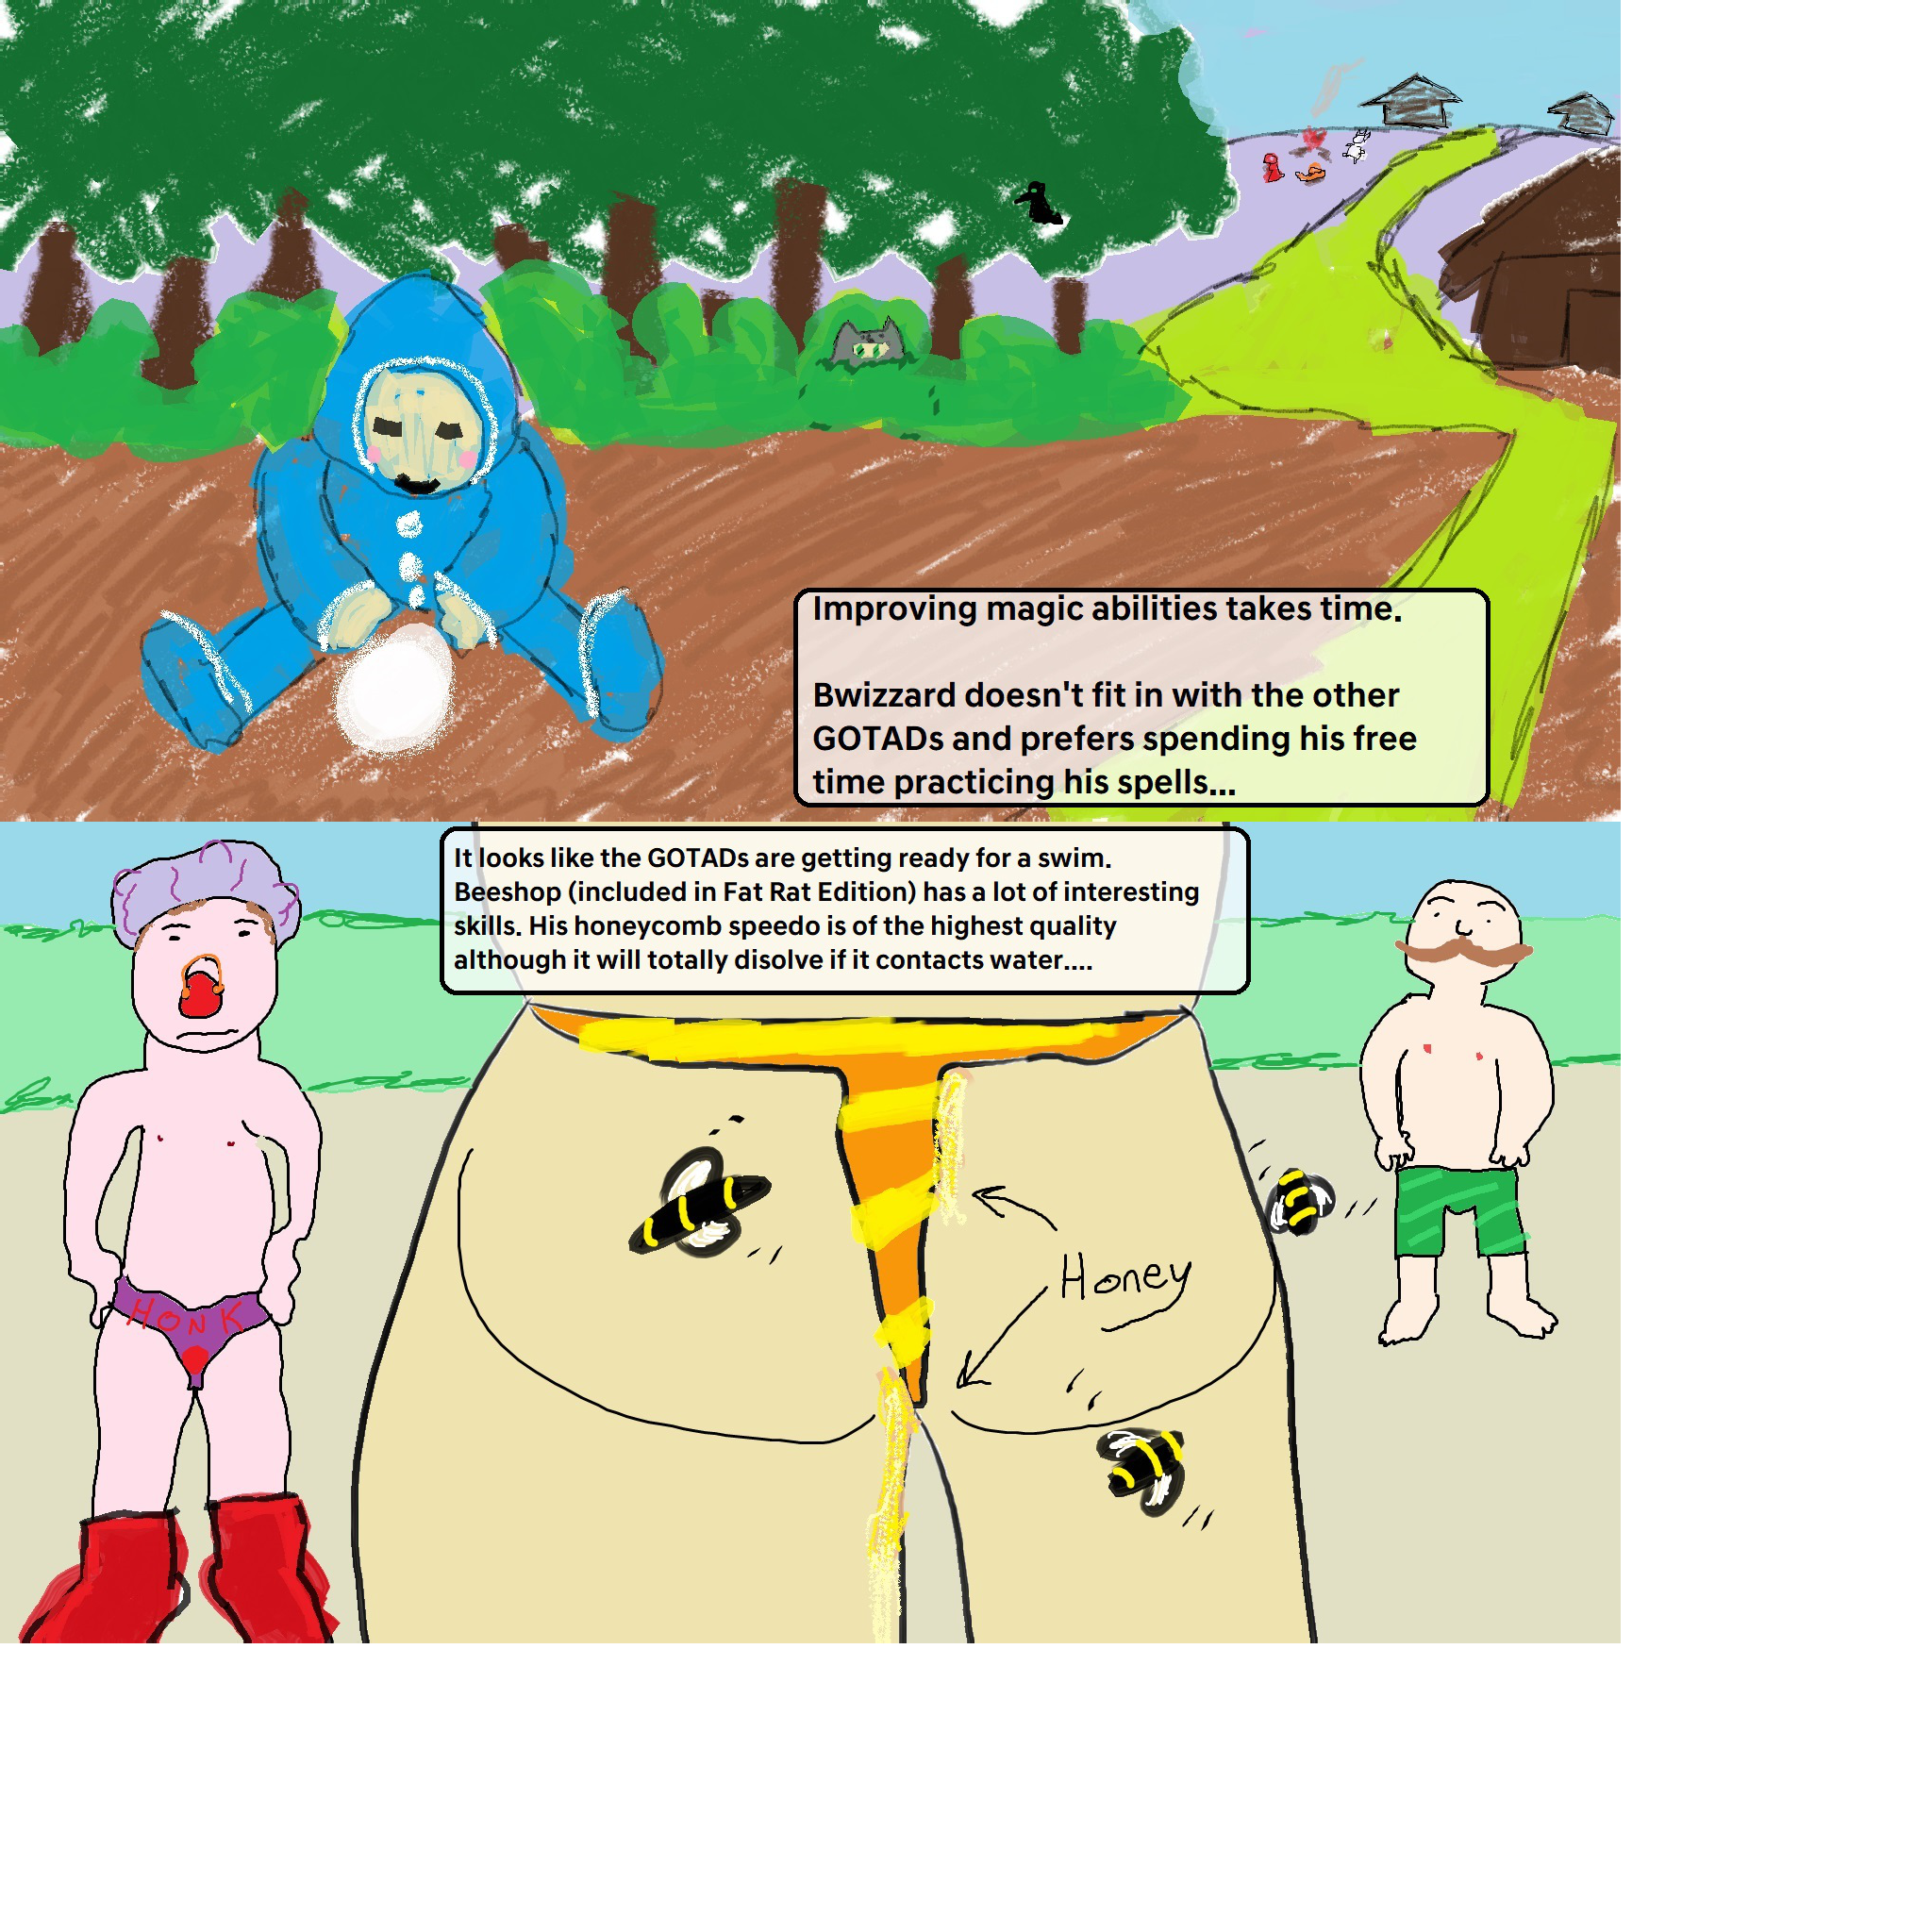 Improving magic abilities takes time.
Bwizzard doesn't fit in with the other
GOTADs and prefers spending his free
time practicing his spells...
It looks like the GOTADs are getting ready for a swim.
Beeshop (included in Fat Rat Edition) has a lot of interesting
skills. His honeycomb speedo is of the highest quality
although it will totally disolve if it contacts water....
Honey
HONK